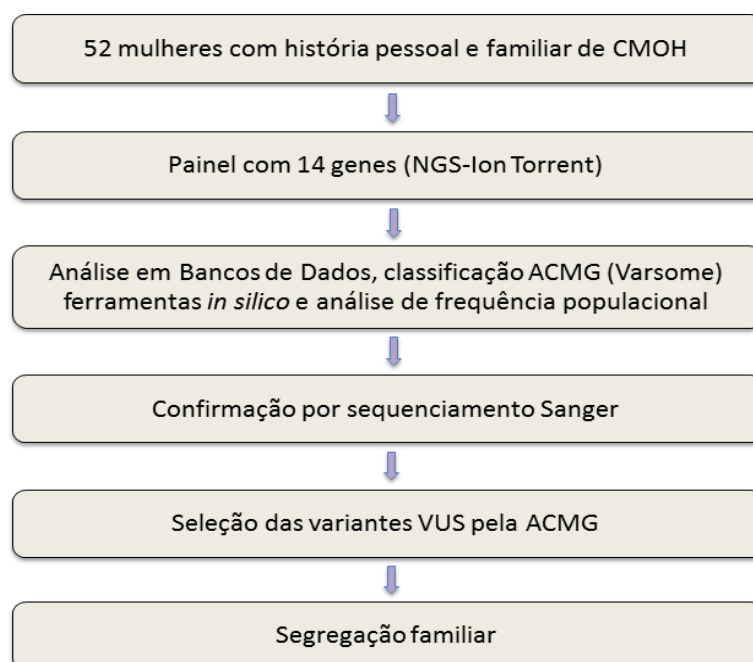 52 mulheres com história pessoal e familiar de CMOH
Painel com 14 genes (NGS-Ion Torrent)
Análise em Bancos de Dados, classificação ACMG (Varsome)
ferramentas in silico e análise de frequência populacional
Confirmação por sequenciamento Sanger
Seleção das variantes VUS pela ACMG
Segregação familiar